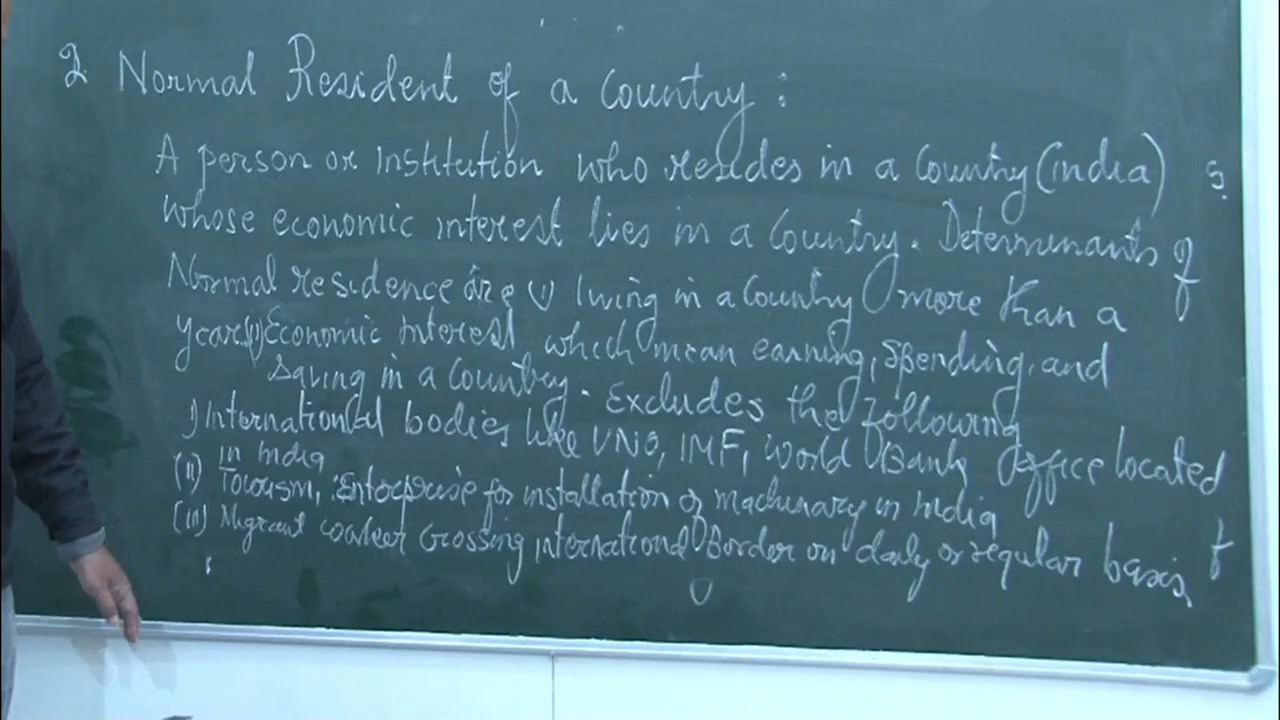 2 Normal Resident of a Country :
A person or institution who resides in a Country (india)
whose economic interest lies in a Country. Determinants of
Normal residence are (i) living in a Country more than a
year (ii) Economic interest which mean earning, spending, and
Saving in a Country. Excludes the following
i) International bodies like UNO, IMF, World Bank Office located
in India
(ii) Tourism, Enterprise for installation of machinary in India
(iii) Migrant worker Crossing international Border on daily or regular basis